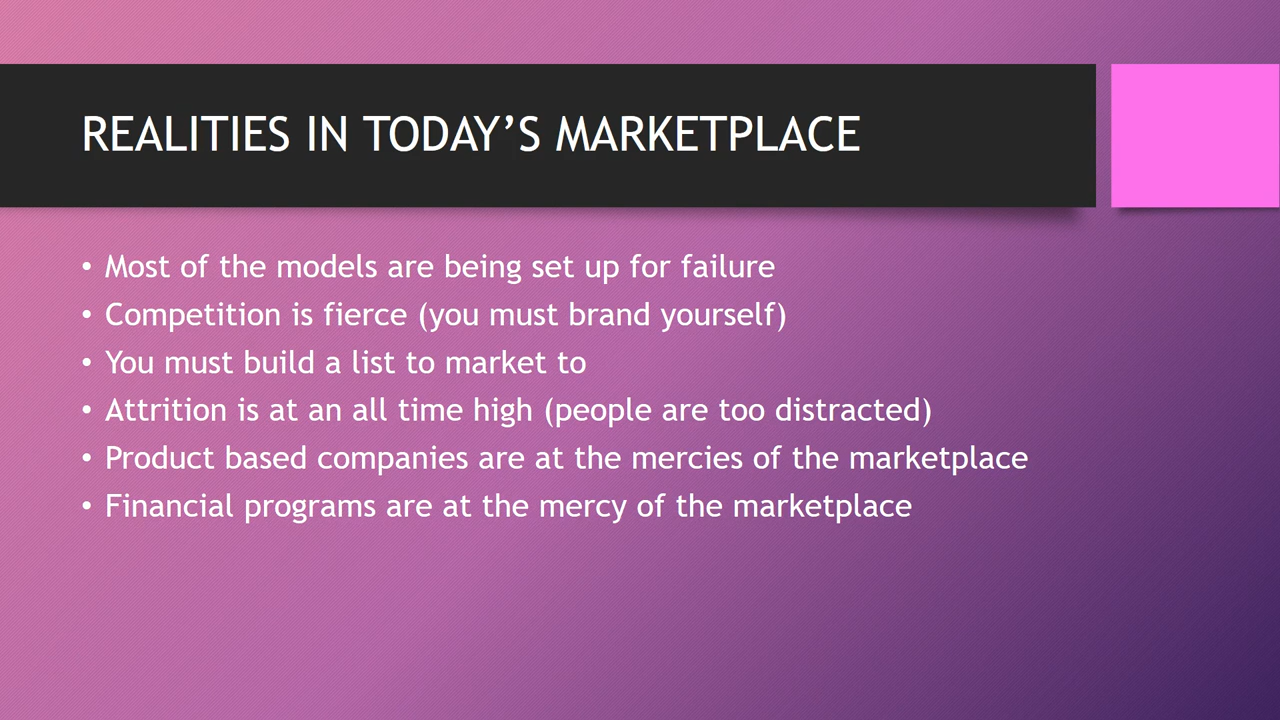 REALITIES IN TODAY’S MARKETPLACE
• Most of the models are being set up for failure
• Competition is fierce (you must brand yourself)
• You must build a list to market to
• Attrition is at an all time high (people are too distracted)
• Product based companies are at the mercies of the marketplace
• Financial programs are at the mercy of the marketplace